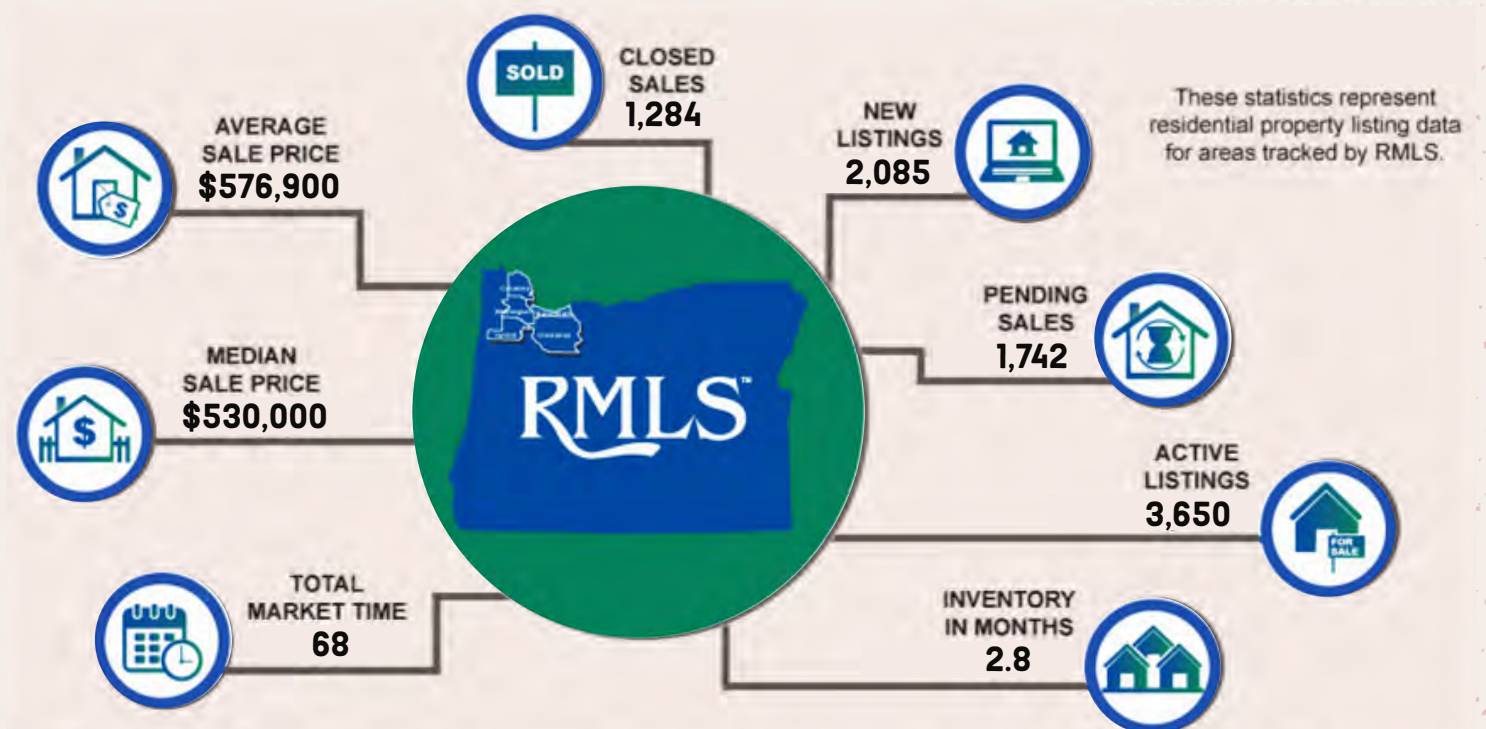 SOLD
CLOSED
SALES
1,284
AVERAGE
SALE PRICE
$576,900
NEW
LISTINGS
2,085
These statistics represent
residential property listing data
for areas tracked by RMLS.
PENDING
SALES
1,742
MEDIAN
SALE PRICE
$530,000
$
$
RMLS™
ACTIVE
LISTINGS
3,650
FOR
SALE
TOTAL
MARKET TIME
68
INVENTORY
IN MONTHS
2.8